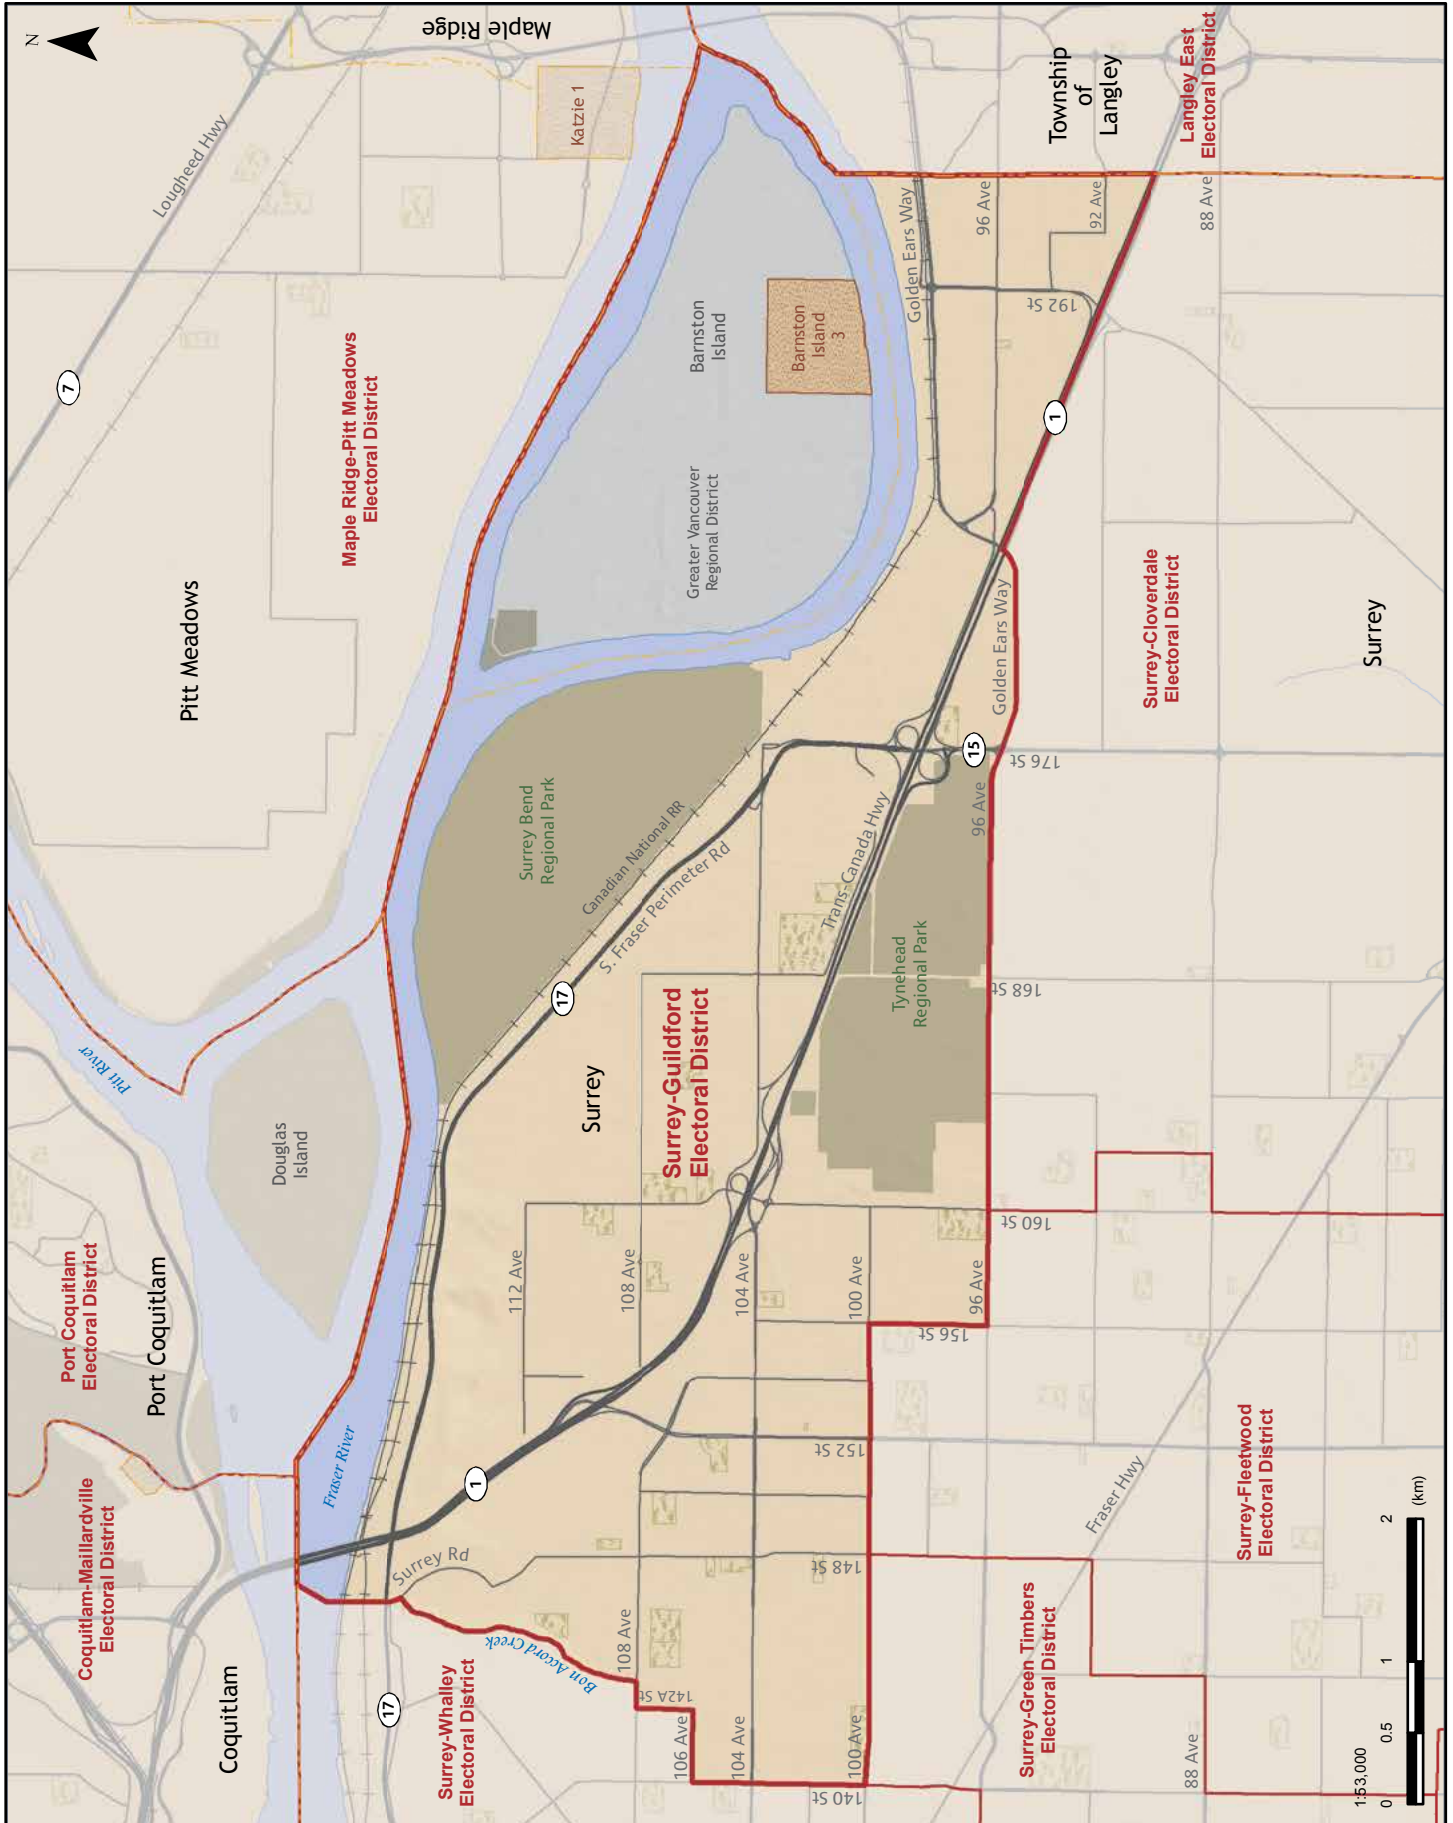 N
Maple Ridge
Katzie 1
Lougheed Hwy
7
Maple Ridge-Pitt Meadows
Electoral District
Pitt Meadows
Pitt River
Port Coquitlam
Electoral District
Port Coquitlam
Douglas
Island
Coquitlam-Maillardville
Electoral District
Coquitlam
Fraser River
Township
of
Langley
Langley East
Electoral District
88 Ave
92 Ave
96 Ave
Golden Ears Way
192 St
Barnston
Island
Barnston
Island
3
Greater Vancouver
Regional District
1
Surrey Bend
Regional Park
Canadian National RR
S. Fraser Perimeter Rd
17
Trans-Canada Hwy
Golden Ears Way
15
176 St
96 Ave
Surrey-Cloverdale
Electoral District
Surrey
Tynehead
Regional Park
168 St
Surrey-Guildford
Electoral District
Surrey
112 Ave
108 Ave
104 Ave
100 Ave
96 Ave
160 St
156 St
152 St
1
Surrey Rd
148 St
Bon Accord Creek
108 Ave
142A St
106 Ave
104 Ave
100 Ave
140 St
17
Surrey-Whalley
Electoral District
Surrey-Green Timbers
Electoral District
Fraser Hwy
Surrey-Fleetwood
Electoral District
88 Ave
1:53,000
0
0.5
1
2
(km)